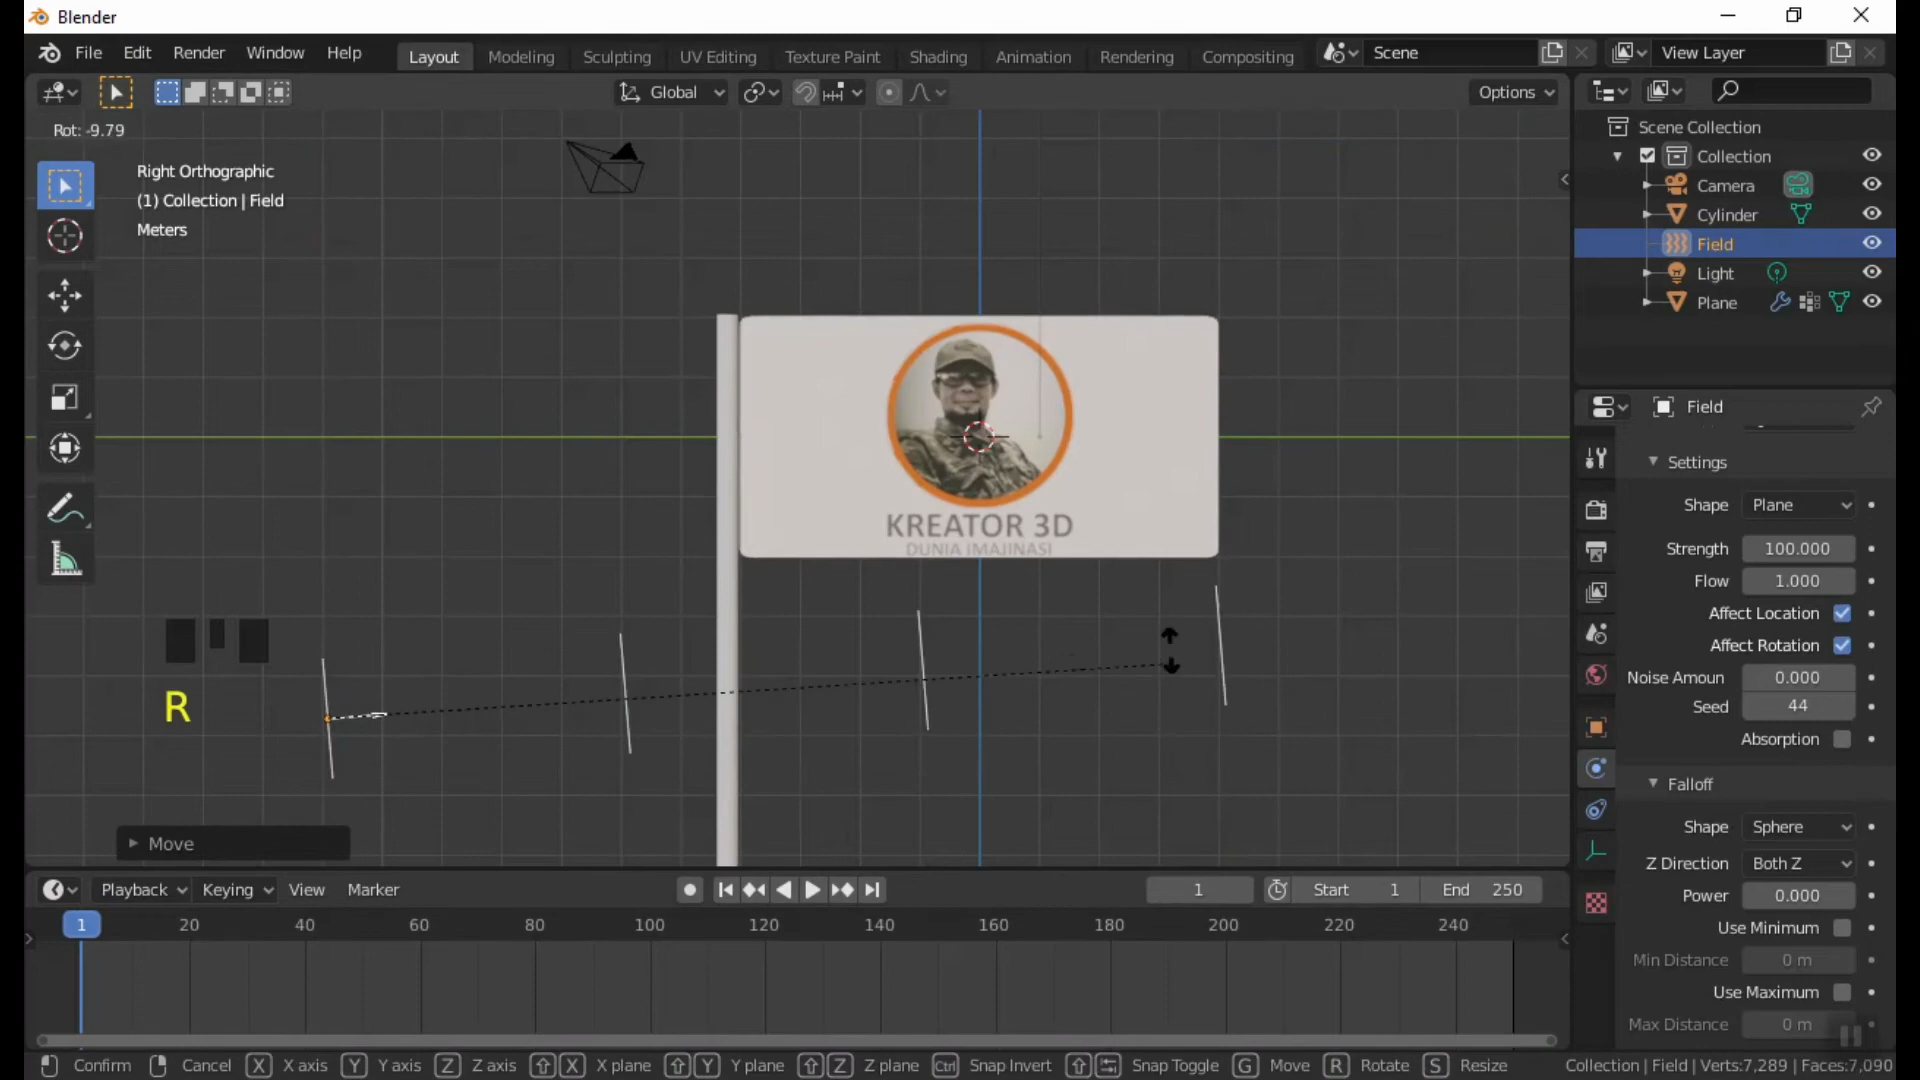 Blender
File Edit Render Window Help Layout Modeling Sculpting UV Editing Texture Paint Shading Animation Rendering Compositing Scene View Layer
Global Options
Rot: -9.79
Right Orthographic
(1) Collection | Field
Meters
Scene Collection
Collection
Camera
Cylinder
Field
Light
Plane
KREATOR 3D
DUNIA IMAJINASI
R
Move
Field
Settings
Shape Plane
Strength 100.000
Flow 1.000
Affect Location
Affect Rotation
Noise Amoun 0.000
Seed 44
Absorption
Falloff
Shape Sphere
Z Direction Both Z
Power 0.000
Use Minimum
Min Distance 0 m
Use Maximum
Max Distance 0 m
Playback Keying View Marker 1 Start 1 End 250
1 20 40 60 80 100 120 140 160 180 200 220 240
Confirm Cancel X X axis Y Y axis Z Z axis X X plane Y Y plane Z Z plane Ctrl Snap Invert Snap Toggle G Move R Rotate S Resize Collection | Field | Verts:7,289 | Faces:7,090